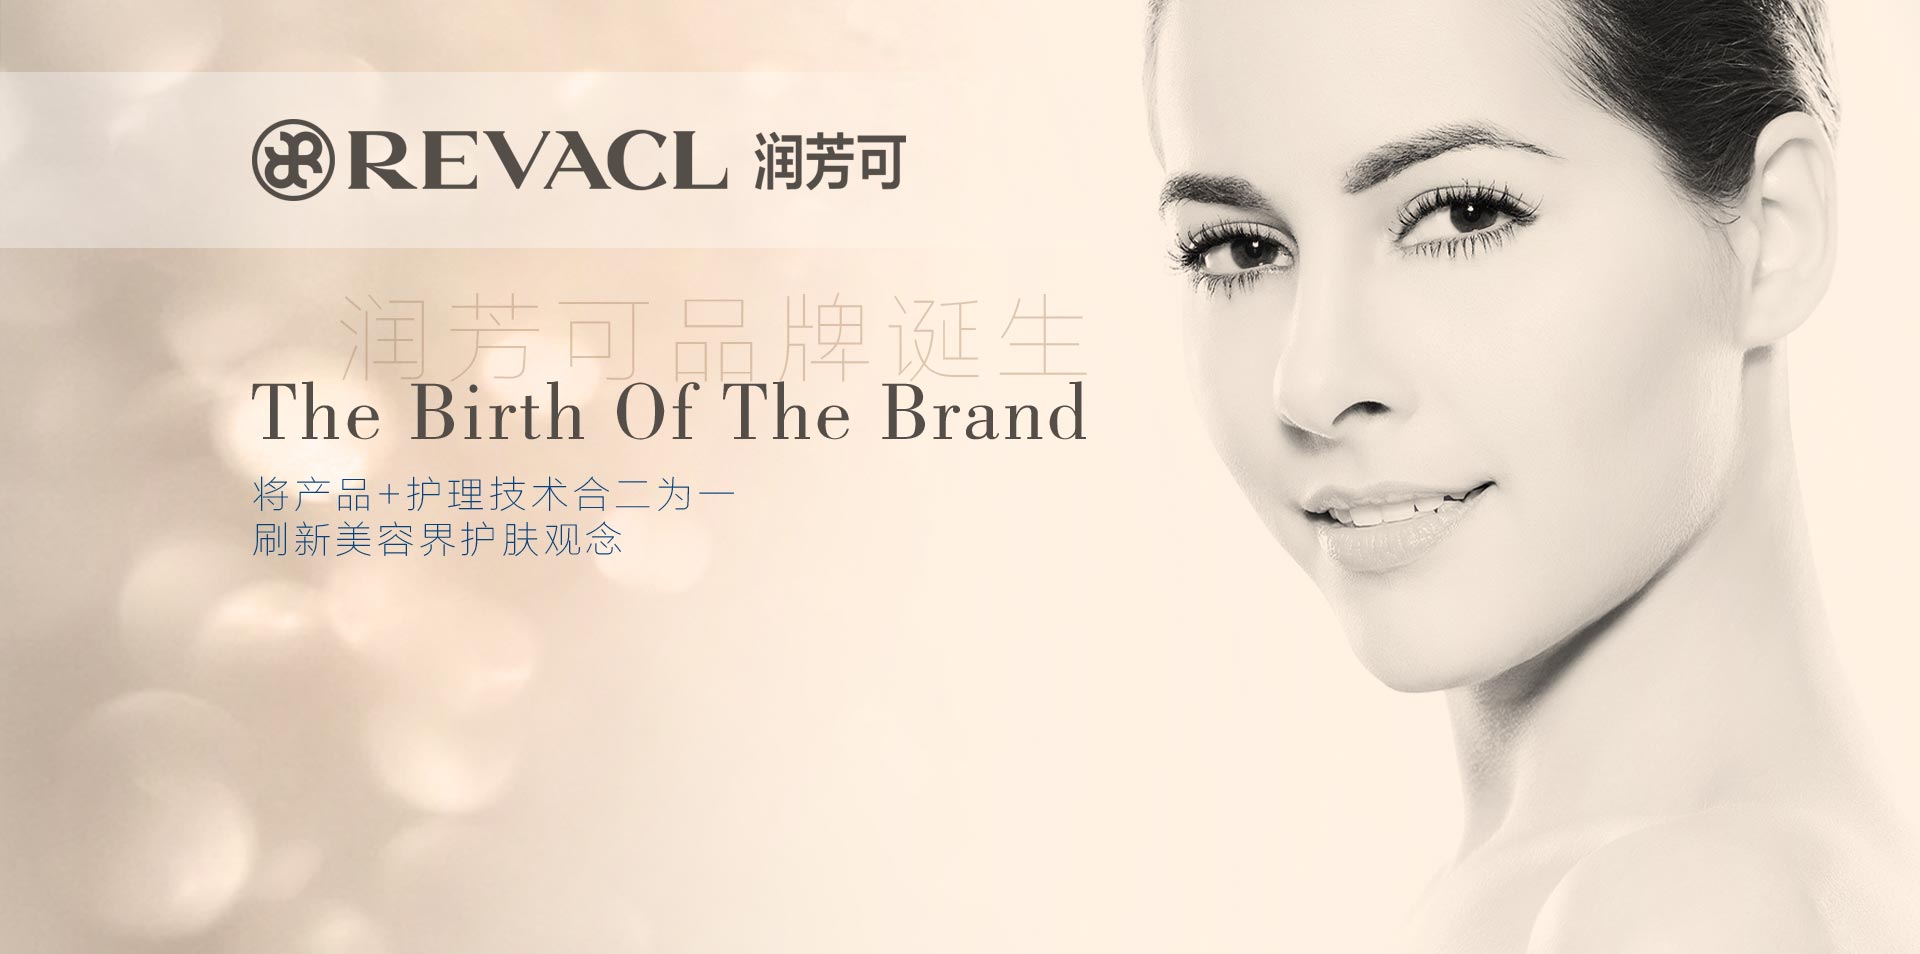 REVACL 润芳可
润芳可品牌诞生
The Birth Of The Brand
将产品+护理技术合二为一
刷新美容界护肤观念